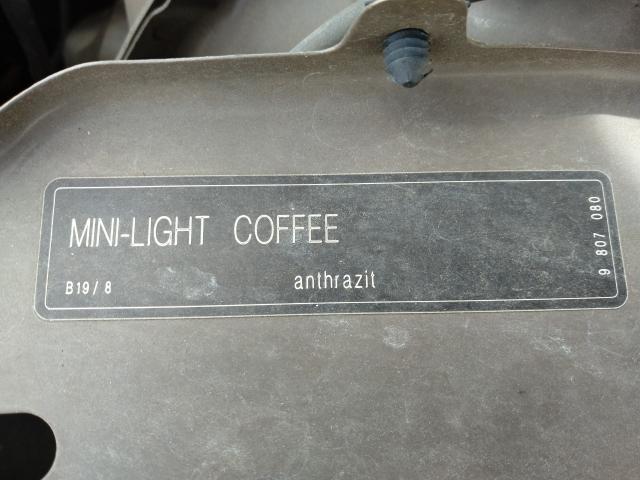 MINI-LIGHT COFFEE
B19/8 anthrazit
9 807 080